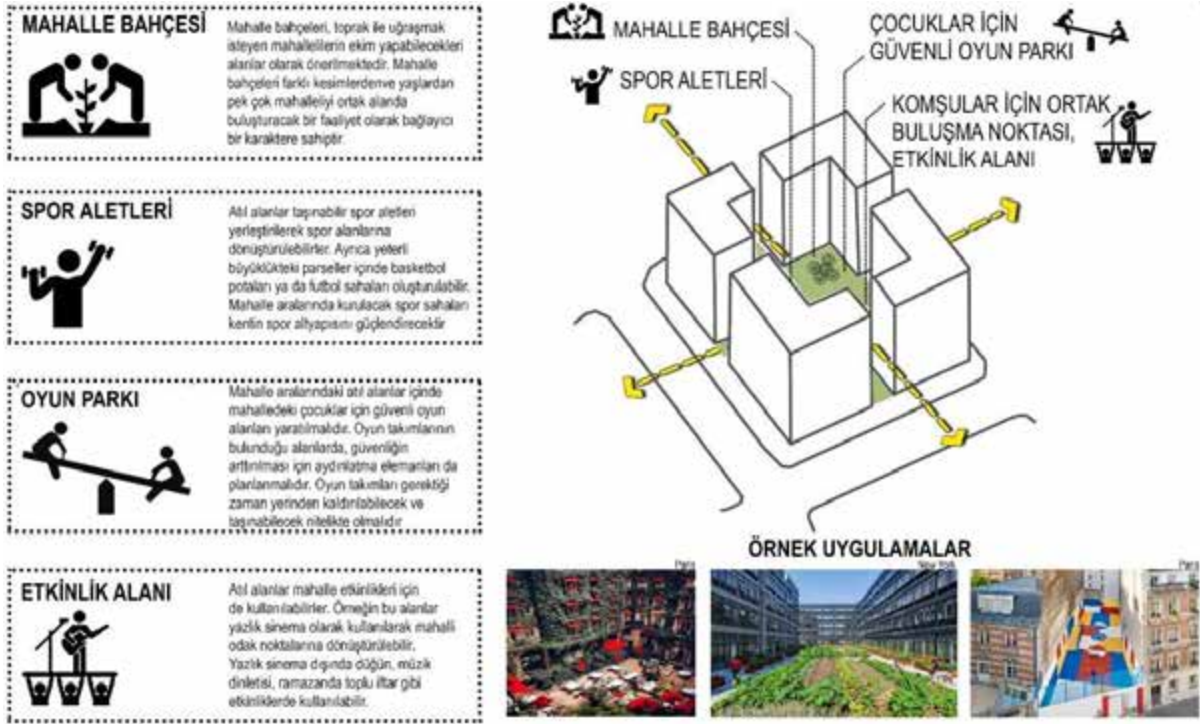 MAHALLE BAHÇESİ
Mahalle bahçeleri, toprak ile uğraşmak
isteyen mahallelilerin ekim yapabilecekleri
alanlar olarak önerilmektedir. Mahalle
bahçeleri farklı kesimlerdenve yaşlardan
pek çok mahalleliyi ortak alanda
buluşturacak bir faaliyet olarak bağlayıcı
bir karaktere sahiptir.
SPOR ALETLERİ
Atıl alanlar taşınabilir spor aletleri
yerleştirilerek spor alanlarına
dönüştürülebilirler. Ayrıca yeterli
büyüklükteki parseller içinde basketbol
potaları ya da futbol sahaları oluşturulabilir.
Mahalle aralarında kurulacak spor sahaları
kentin spor altyapısını güçlendirecektir
OYUN PARKI
Mahalle aralarındaki atıl alanlar içinde
mahalledeki çocuklar için güvenli oyun
alanları yaratılmalıdır. Oyun takımlarının
bulunduğu alanlarda, güvenliğin
arttırılması için aydınlatma elemanları da
planlanmalıdır. Oyun takımları gerektiği
zaman yerinden kaldırılabilecek ve
taşınabilecek nitelikte olmalıdır
ETKİNLİK ALANI
Atıl alanlar mahalle etkinlikleri için
de kullanılabilirler. Örneğin bu alanlar
yazlık sinema olarak kullanılarak mahalli
odak noktalarına dönüştürülebilir.
Yazlık sinema dışında düğün, müzik
dinletisi, ramazanda toplu iftar gibi
etkinliklerde kullanılabilir.
MAHALLE BAHÇESİ
SPOR ALETLERİ
ÇOCUKLAR İÇİN
GÜVENLİ OYUN PARKI
KOMŞULAR İÇİN ORTAK
BULUŞMA NOKTASI,
ETKİNLİK ALANI
ÖRNEK UYGULAMALAR
Paris
New York
Paris